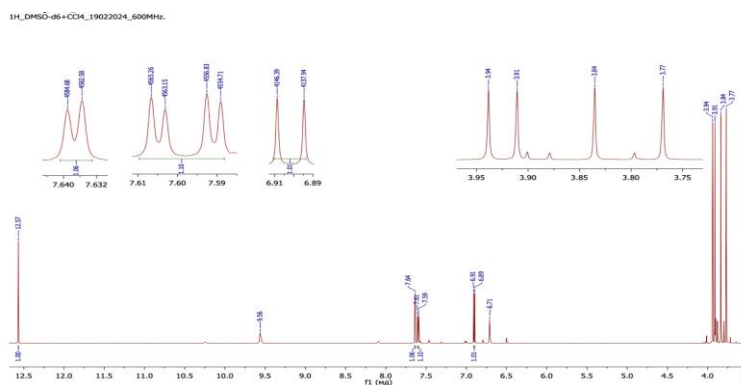 1H_DMSO-d6+CCl4_19022024_600MHz.
4584.68 4582.58
4565.26 4563.15 4556.83 4554.71
4146.39 4137.94
3.94 3.91 3.84 3.77
3.94 3.91 3.84 3.77
1.06 1.10 1.01
7.640 7.632 7.61 7.60 7.59 6.91 6.89 3.95 3.90 3.85 3.80 3.75
12.57 9.56 7.64 7.61 7.59 6.91 6.89 6.71
1.00 1.06 1.10 1.01
12.5 12.0 11.5 11.0 10.5 10.0 9.5 9.0 8.5 8.0 7.5 7.0 6.5 6.0 5.5 5.0 4.5 4.0
f1 (мд)